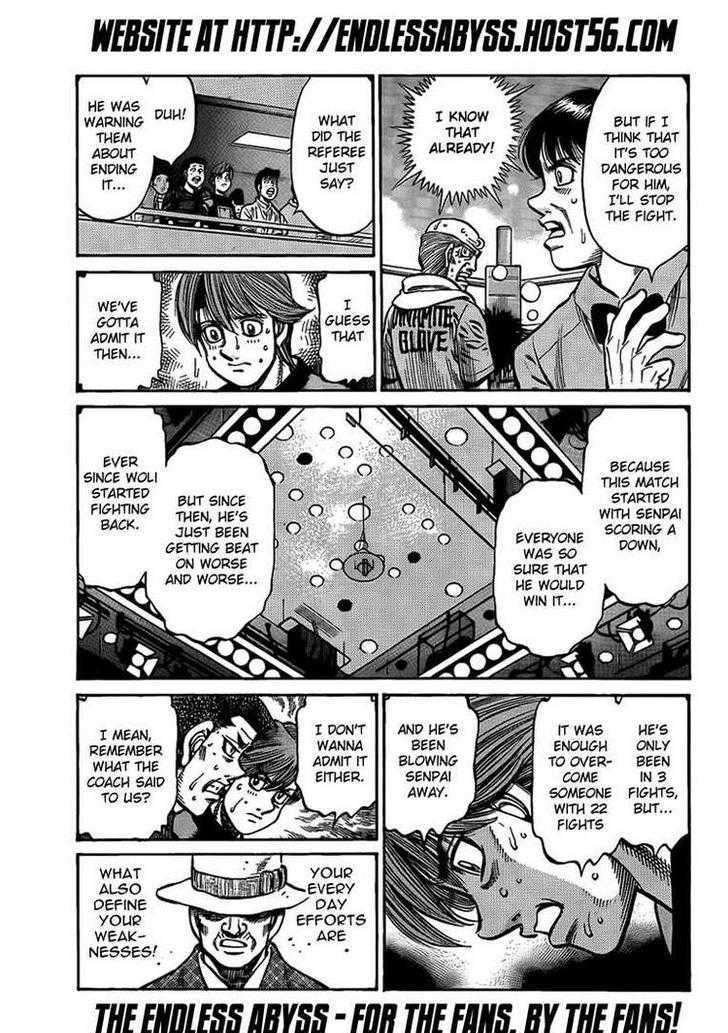 WEBSITE AT HTTP://ENDLESSABYSS.HOST56.COM
BUT IF I
THINK THAT
IT'S TOO
DANGEROUS
FOR HIM,
I'LL STOP
THE FIGHT.
I KNOW
THAT
ALREADY!
DYNAMITE
GLOVE
WHAT
DID THE
REFEREE
JUST
SAY?
DUH!
HE WAS
WARNING
THEM
ABOUT
ENDING
IT...
I
GUESS
THAT
WE'VE
GOTTA
ADMIT IT
THEN...
BECAUSE
THIS MATCH
STARTED
WITH SENPAI
SCORING A
DOWN,
EVERYONE
WAS SO
SURE THAT
HE WOULD
WIN IT...
BUT SINCE
THEN, HE'S
JUST BEEN
GETTING BEAT
ON WORSE
AND WORSE...
EVER
SINCE WOLI
STARTED
FIGHTING
BACK.
HE'S
ONLY
BEEN
IN 3
FIGHTS,
BUT...
IT WAS
ENOUGH
TO OVER-
COME
SOMEONE
WITH 22
FIGHTS
AND HE'S
BEEN
BLOWING
SENPAI
AWAY.
I DON'T
WANNA
ADMIT IT
EITHER.
I MEAN,
REMEMBER
WHAT THE
COACH SAID
TO US?
YOUR
EVERY
DAY
EFFORTS
ARE
WHAT
ALSO
DEFINE
YOUR
WEAK-
NESSES!
THE ENDLESS ABYSS - FOR THE FANS, BY THE FANS!